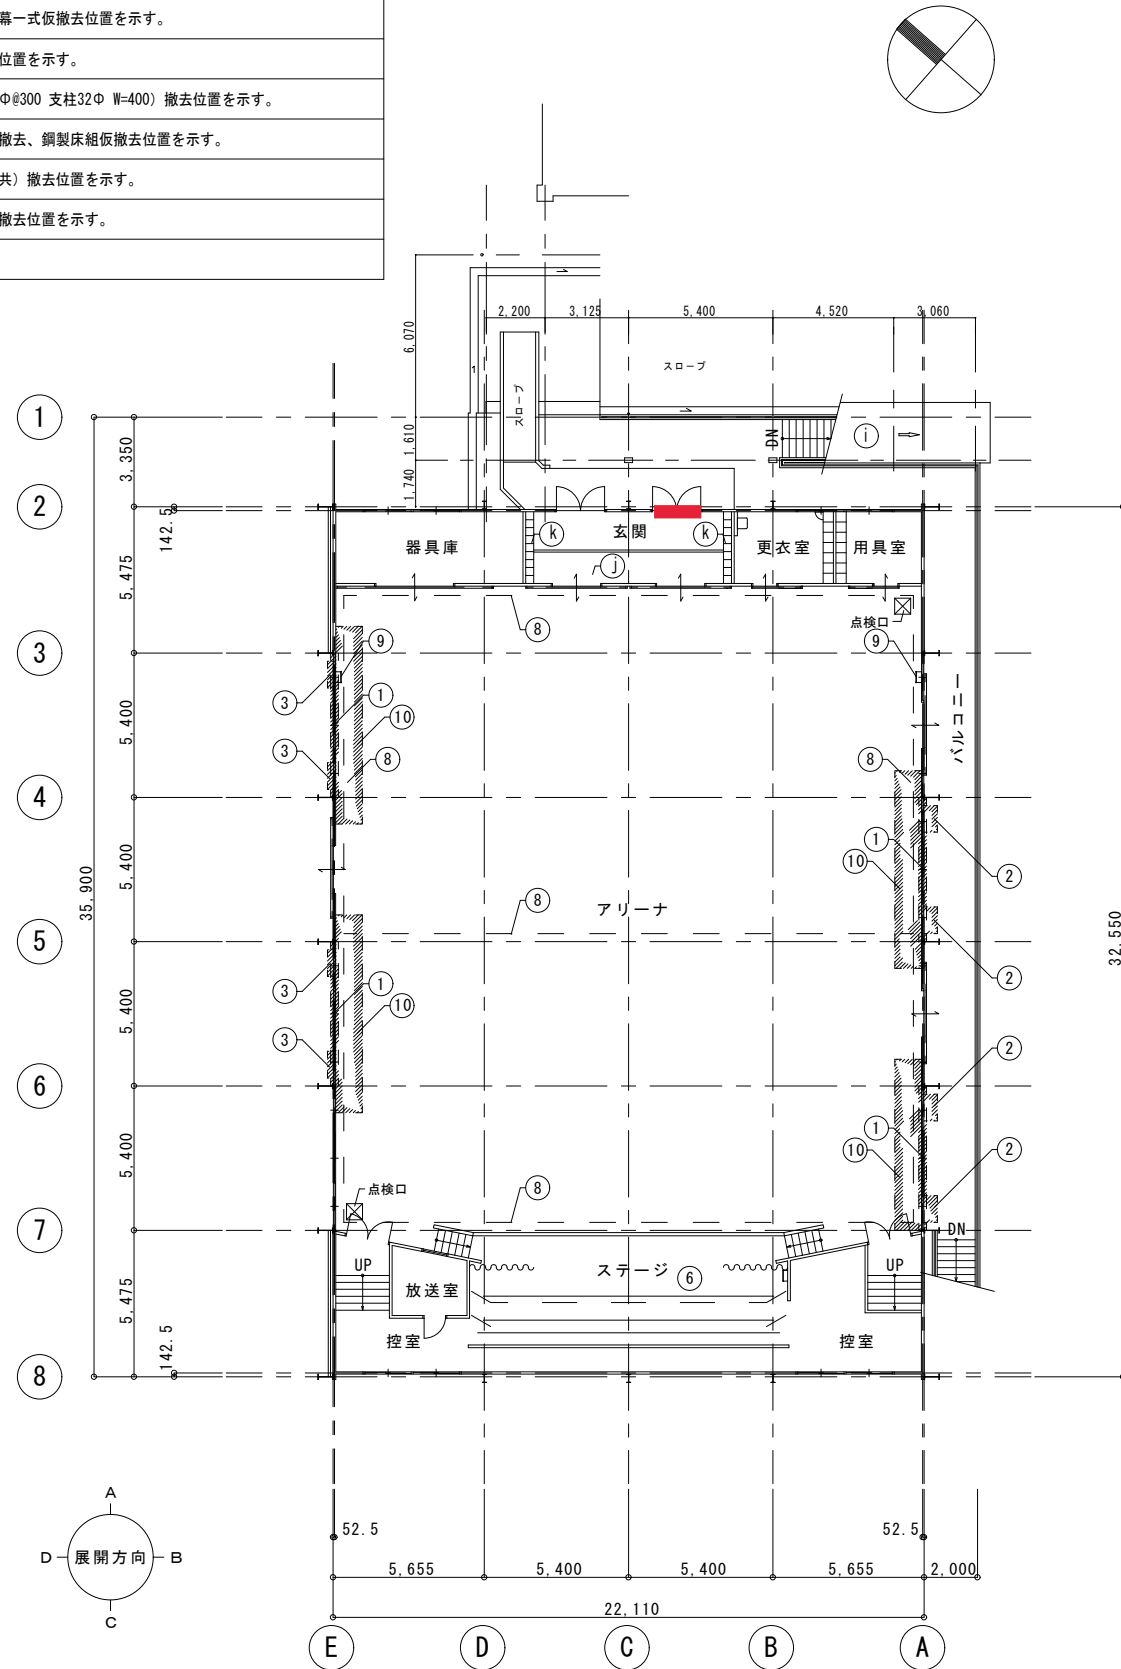 幕一式仮撤去位置を示す。
位置を示す。
Φ@300 支柱32Φ W=400）撤去位置を示す。
撤去、鋼製床組仮撤去位置を示す。
共）撤去位置を示す。
撤去位置を示す。
2,200
3,125
5,400
4,520
3,060
6,070
スロープ
スロープ
1
3,350
1,610
DN
i
1,740
2
142.5
器具庫
k
玄関
k
更衣室
用具室
5,475
j
点検口
8
3
9
9
3
1
10
バルコニー
5,400
3
8
8
4
1
10
2
5,400
35,900
8
アリーナ
32,550
5
3
1
10
2
5,400
3
2
6
1
10
2
5,400
点検口
8
7
DN
UP
放送室
ステージ
6
UP
5,475
控室
控室
142.5
8
A
D
展開方向
B
C
52.5
52.5
5,655
5,400
5,400
5,655
2,000
22,110
E
D
C
B
A